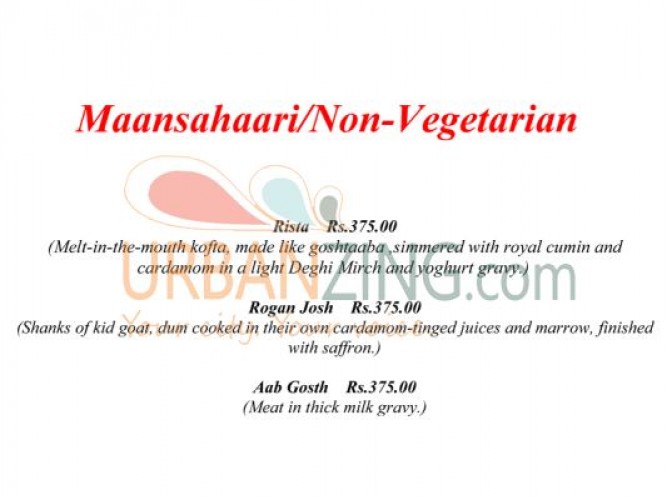 Maansahaari/Non-Vegetarian
Rista Rs.375.00
(Melt-in-the-mouth kofta, made like goshtaaba ,simmered with royal cumin and
cardamom in a light Deghi Mirch and yoghurt gravy.)
URBANZING.com
Rogan Josh Rs.375.00
(Shanks of kid goat, dum cooked in their own cardamom-tinged juices and marrow, finished
with saffron.)
Your city. Your voice.
Aab Gosth Rs.375.00
(Meat in thick milk gravy.)